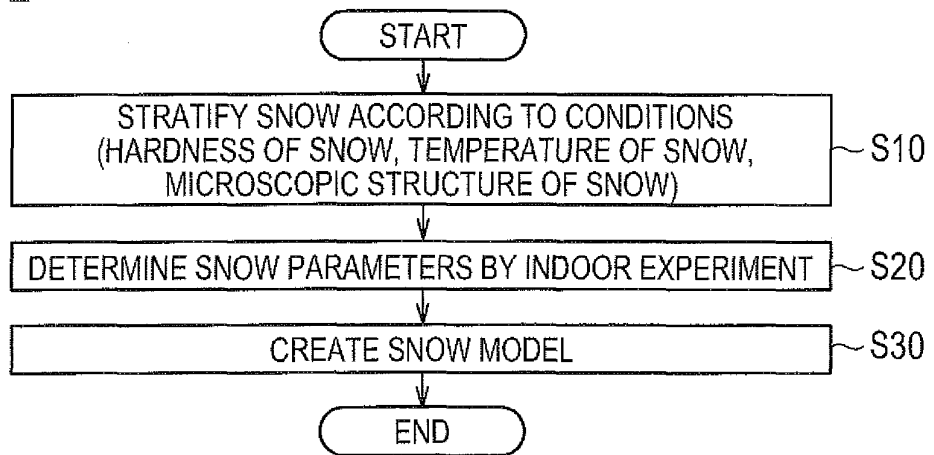 START
STRATIFY SNOW ACCORDING TO CONDITIONS
(HARDNESS OF SNOW, TEMPERATURE OF SNOW,
MICROSCOPIC STRUCTURE OF SNOW)
S10
DETERMINE SNOW PARAMETERS BY INDOOR EXPERIMENT
S20
CREATE SNOW MODEL
S30
END